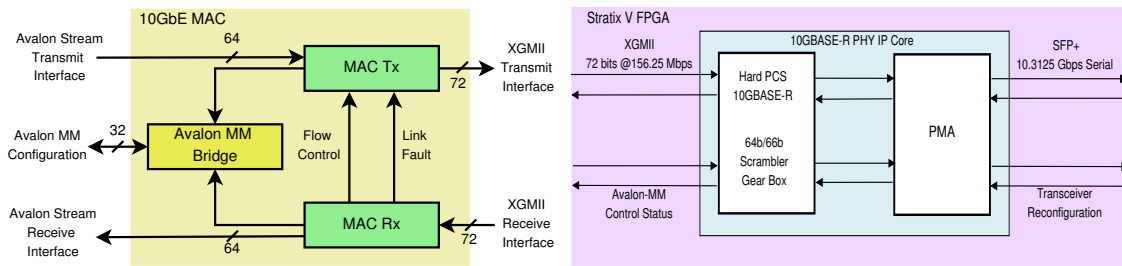 10GbE MAC
Avalon Stream
Transmit
Interface
64
MAC Tx
72
XGMII
Transmit
Interface
Avalon MM
Configuration
32
Avalon MM
Bridge
Flow
Control
Link
Fault
Avalon Stream
Receive
Interface
64
MAC Rx
72
XGMII
Receive
Interface
Stratix V FPGA
XGMII
72 bits @156.25 Mbps
10GBASE-R PHY IP Core
SFP+
10.3125 Gbps Serial
Hard PCS
10GBASE-R
64b/66b
Scrambler
Gear Box
PMA
Avalon-MM
Control Status
Transceiver
Reconfiguration